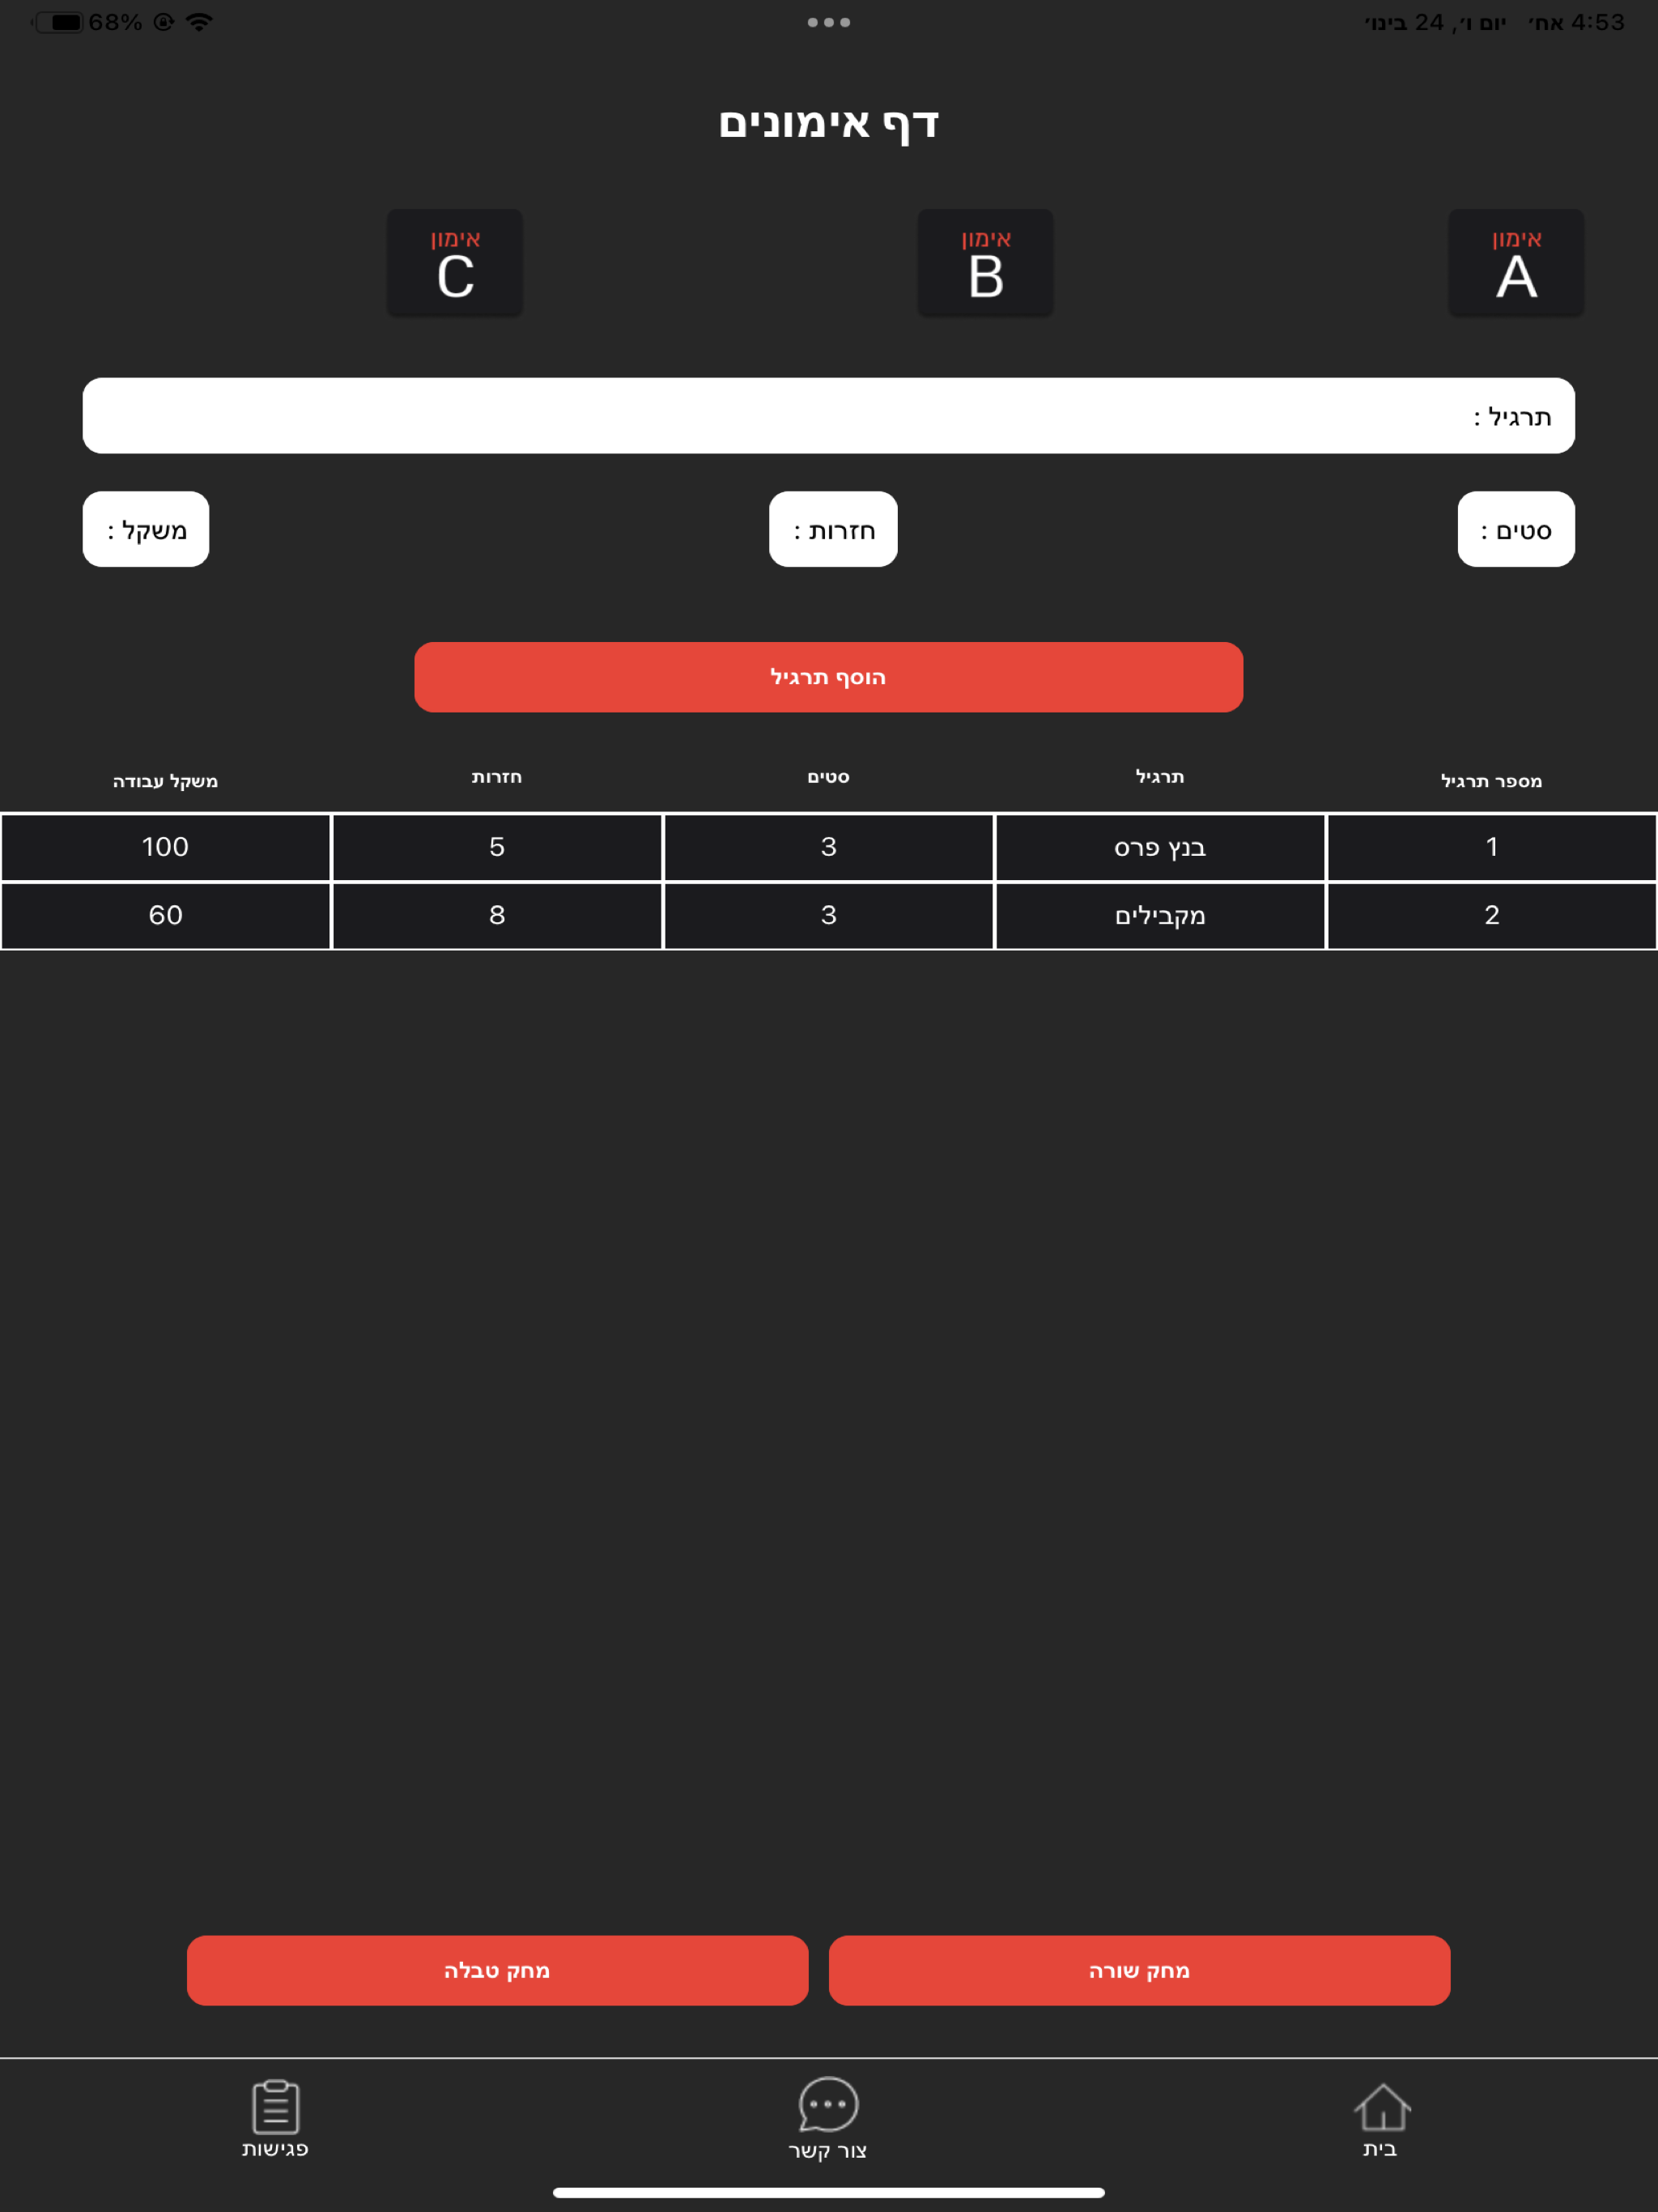 4:53 אח׳ יום ו׳, 24 בינו׳ 68%
דף אימונים
אימון אימון אימון
A B C
תרגיל :
סטים : חזרות : משקל :
הוסף תרגיל
מספר תרגיל תרגיל סטים חזרות משקל עבודה
1 בנץ פרס 3 5 100
2 מקבילים 3 8 60
מחק שורה מחק טבלה
בית צור קשר פגישות